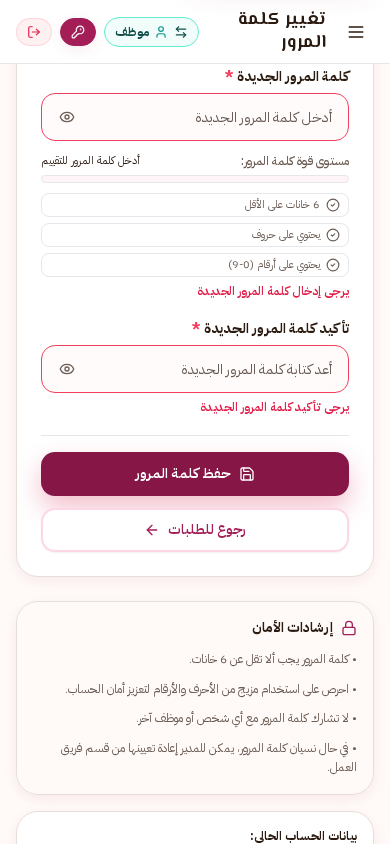 تغيير كلمة
المرور
موظف
كلمة المرور الجديدة *
أدخل كلمة المرور الجديدة
مستوى قوة كلمة المرور:
أدخل كلمة المرور للتقييم
6 خانات على الأقل
يحتوي على حروف
يحتوي على أرقام (0-9)
يرجى إدخال كلمة المرور الجديدة
تأكيد كلمة المرور الجديدة *
أعد كتابة كلمة المرور الجديدة
يرجى تأكيد كلمة المرور الجديدة
حفظ كلمة المرور
رجوع للطلبات
إرشادات الأمان
• كلمة المرور يجب ألا تقل عن 6 خانات.
• احرص على استخدام مزيج من الأحرف والأرقام لتعزيز أمان الحساب.
• لا تشارك كلمة المرور مع أي شخص أو موظف آخر.
• في حال نسيان كلمة المرور، يمكن للمدير إعادة تعيينها من قسم فريق
العمل.
بيانات الحساب الحالي: